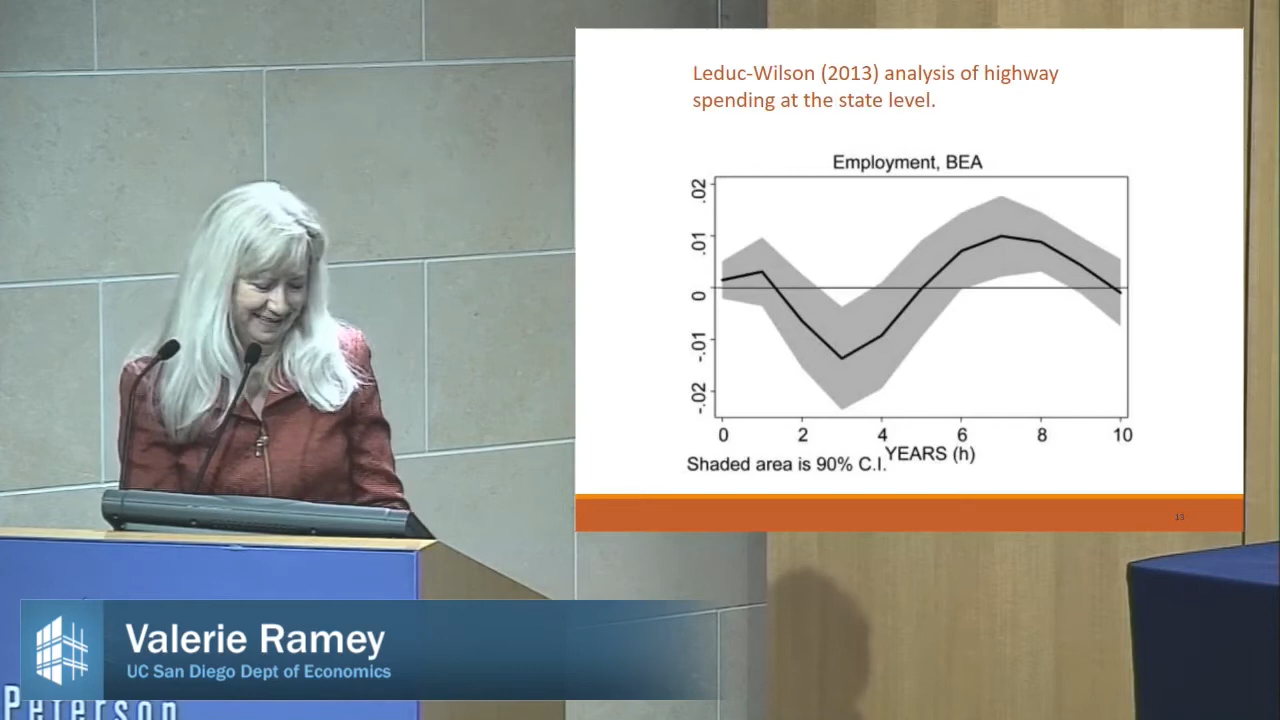 Leduc-Wilson (2013) analysis of highway
spending at the state level.
Employment, BEA
.02
.01
0
-.01
-.02
0 2 4 6 8 10
YEARS (h)
Shaded area is 90% C.I.
19
Valerie Ramey
UC San Diego Dept of Economics
Peterson